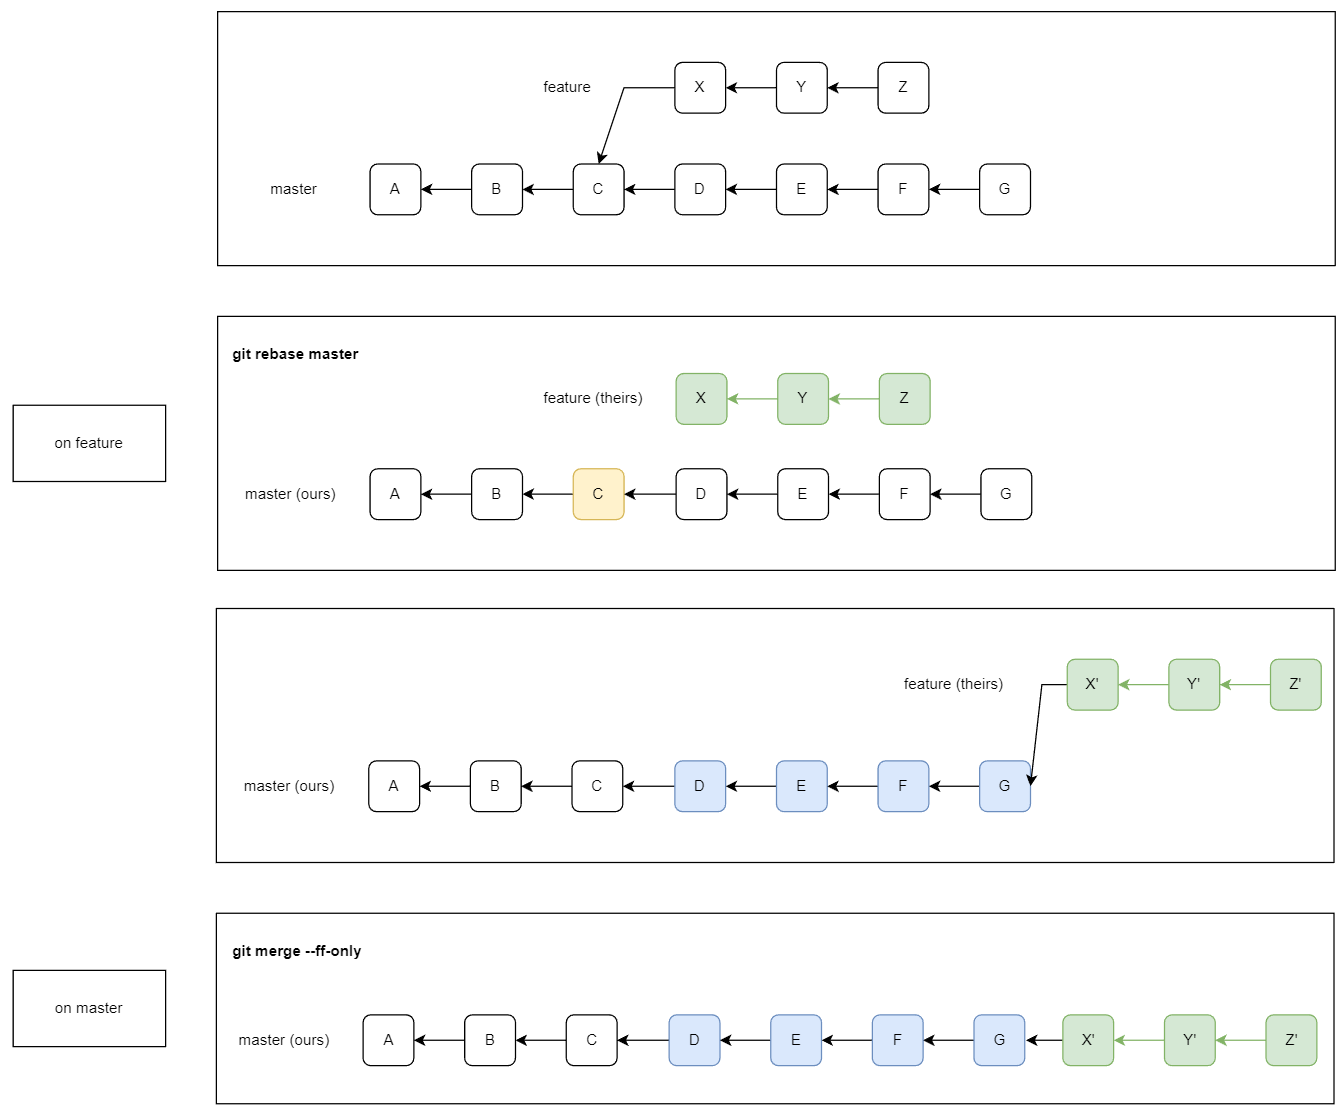 feature
X
Y
Z
master
A
B
C
D
E
F
G
git rebase master
feature (theirs)
X
Y
Z
on feature
master (ours)
A
B
C
D
E
F
G
feature (theirs)
X'
Y'
Z'
master (ours)
A
B
C
D
E
F
G
git merge --ff-only
on master
master (ours)
A
B
C
D
E
F
G
X'
Y'
Z'